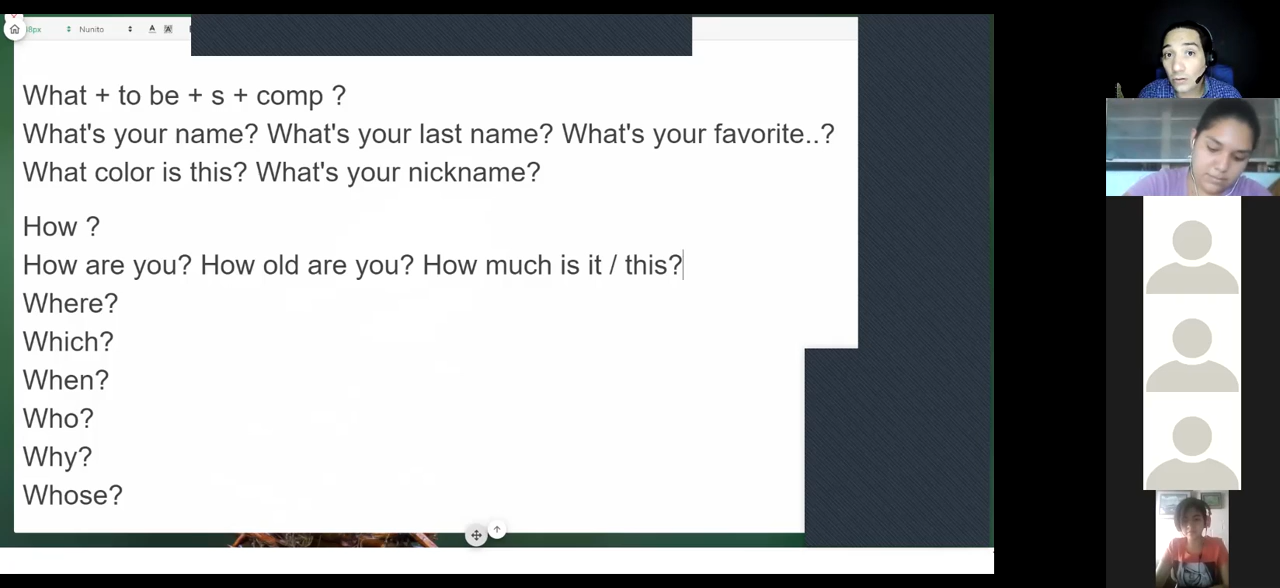 8px Nunito A A
What + to be + s + comp ?
What's your name? What's your last name? What's your favorite..?
What color is this? What's your nickname?
How ?
How are you? How old are you? How much is it / this?
Where?
Which?
When?
Who?
Why?
Whose?